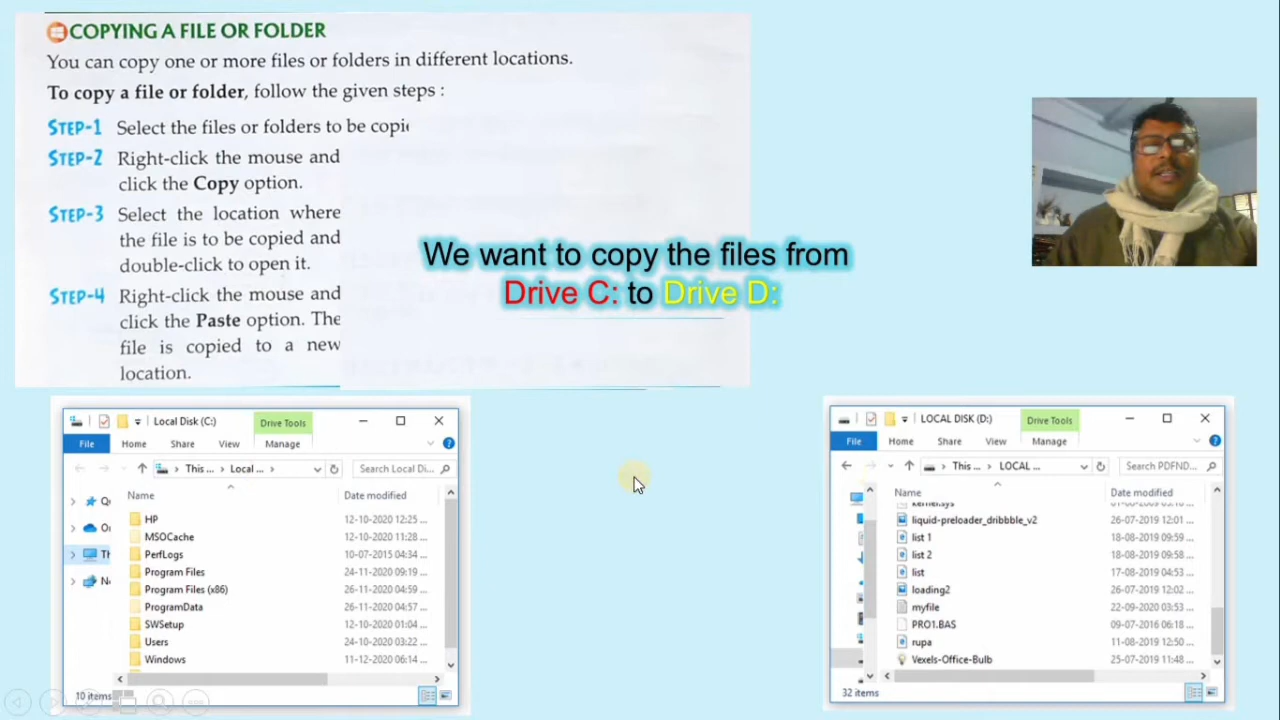 COPYING A FILE OR FOLDER
You can copy one or more files or folders in different locations.
To copy a file or folder, follow the given steps :
STEP-1 Select the files or folders to be
STEP-2 Right-click the mouse and
click the Copy option.
STEP-3 Select the location where
the file is to be copied and
double-click to open it.
STEP-4 Right-click the mouse and
click the Paste option. The
file is copied to a new
location.
We want to copy the files from
Drive C: to Drive D:
Local Disk (C:) Drive Tools
File Home Share View Manage
This ... Local ... Search Local Di...
Name Date modified
HP 12-10-2020 12:25 ...
MSOCache 12-10-2020 11:28 ...
PerfLogs 10-07-2015 04:34 ...
Program Files 24-11-2020 09:19 ...
Program Files (x86) 26-11-2020 04:59 ...
ProgramData 26-11-2020 04:57 ...
SWSetup 12-10-2020 01:04 ...
Users 24-10-2020 03:22 ...
Windows 11-12-2020 06:14 ...
10 items
LOCAL DISK (D:) Drive Tools
File Home Share View Manage
This ... LOCAL ... Search PDFND...
Name Date modified
liquid-preloader_dribbble_v2 26-07-2019 12:01 ...
list 1 18-08-2019 09:59 ...
list 2 18-08-2019 09:58 ...
list 17-08-2019 04:53 ...
loading2 26-07-2019 12:02 ...
myfile 22-09-2020 03:53 ...
PRO1.BAS 09-07-2016 06:18 ...
rupa 11-08-2019 12:50 ...
Vexels-Office-Bulb 25-07-2019 11:48 ...
32 items